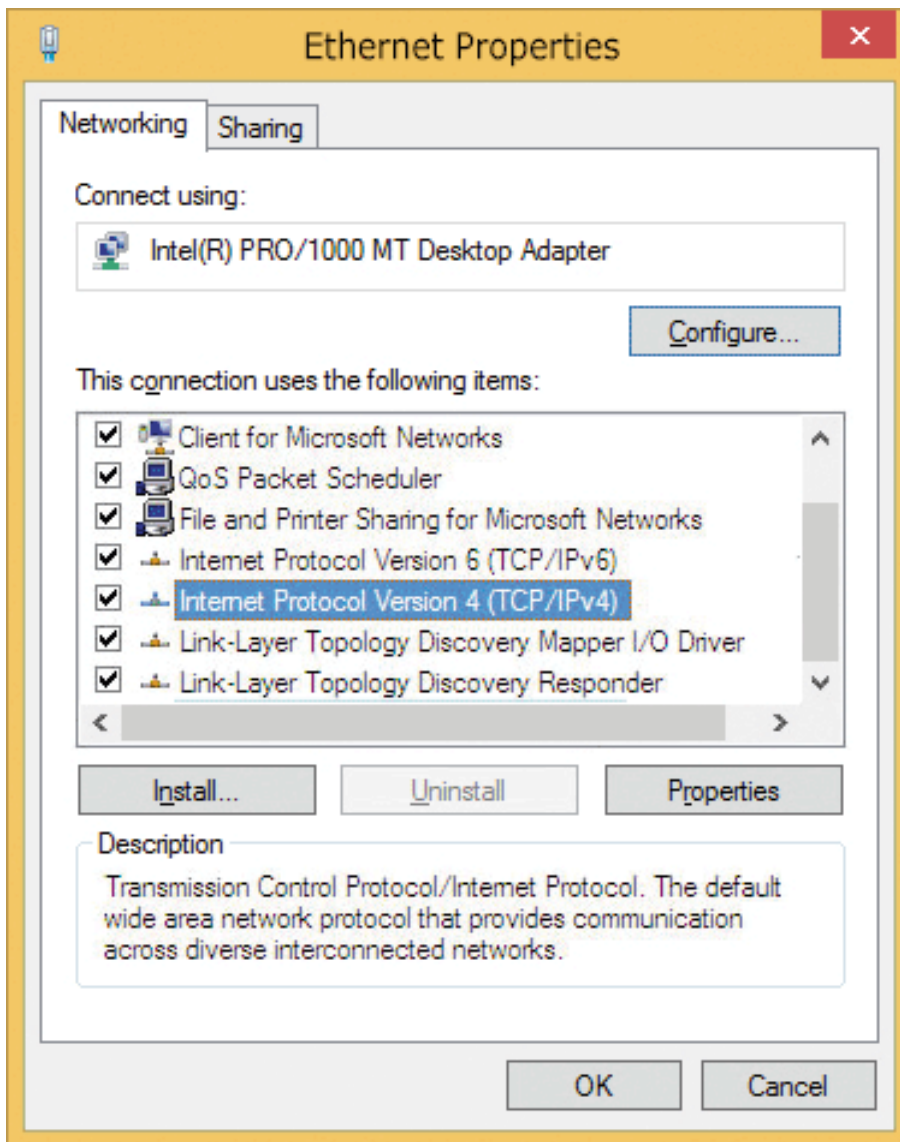 Ethernet Properties
Networking
Sharing
Connect using:
Intel(R) PRO/1000 MT Desktop Adapter
Configure...
This connection uses the following items:
Client for Microsoft Networks
QoS Packet Scheduler
File and Printer Sharing for Microsoft Networks
Internet Protocol Version 6 (TCP/IPv6)
Internet Protocol Version 4 (TCP/IPv4)
Link-Layer Topology Discovery Mapper I/O Driver
Link-Layer Topology Discovery Responder
Install...
Uninstall
Properties
Description
Transmission Control Protocol/Internet Protocol. The default
wide area network protocol that provides communication
across diverse interconnected networks.
OK
Cancel